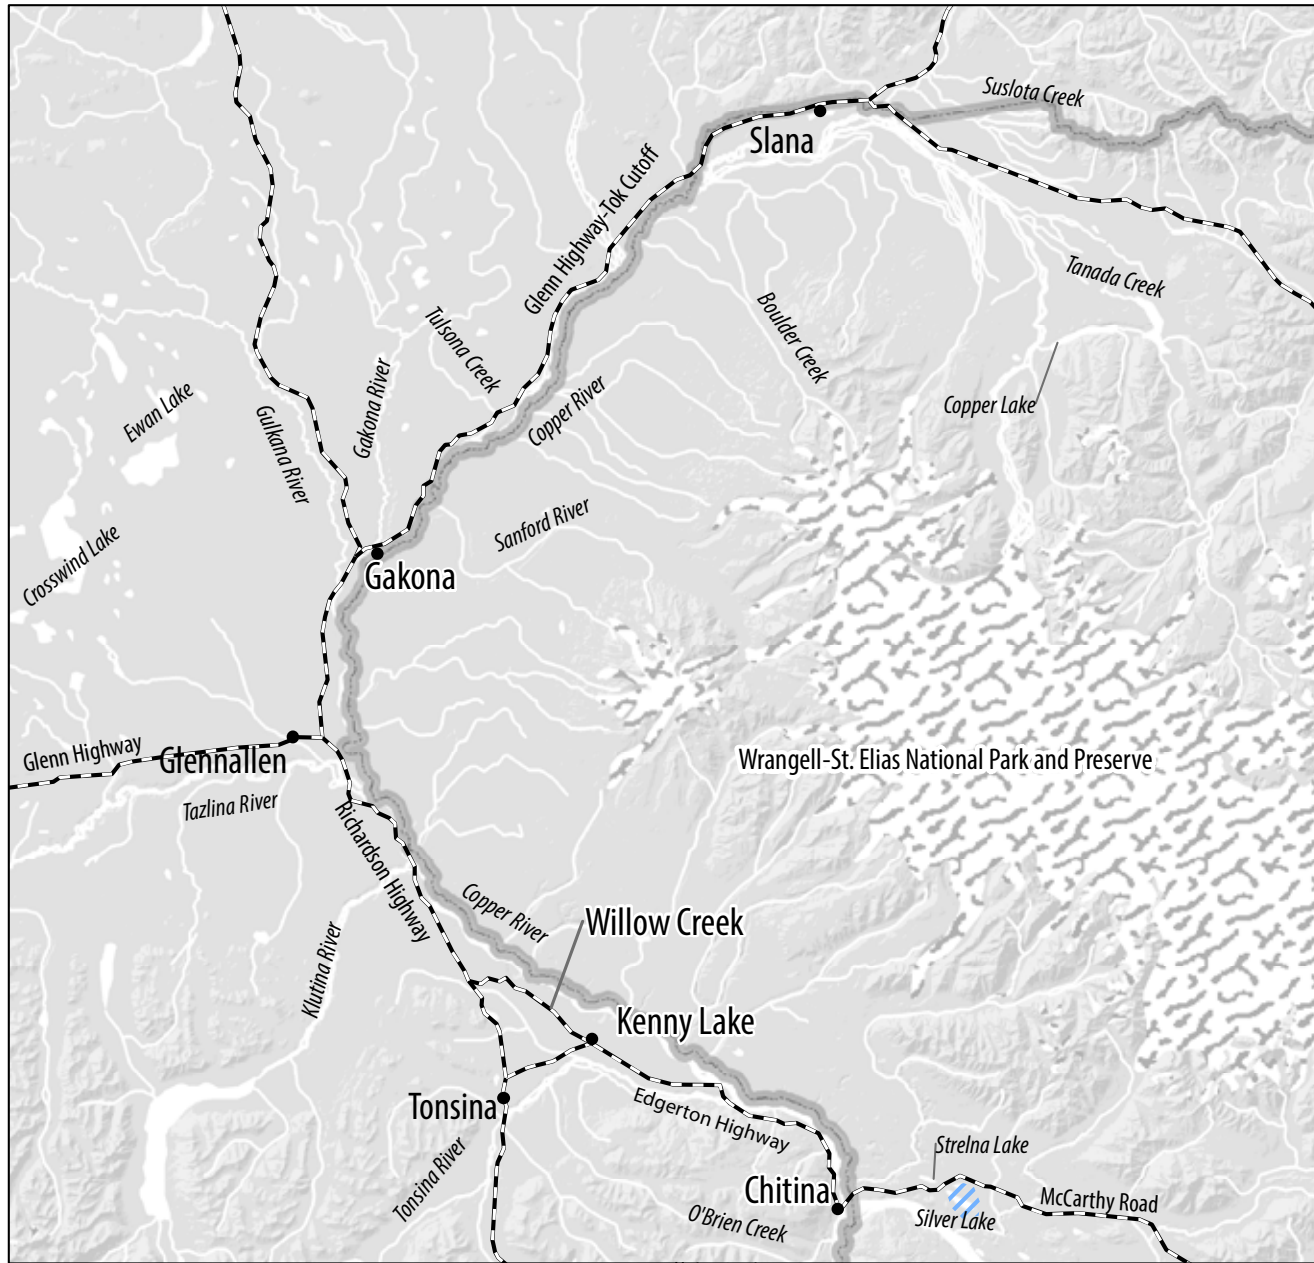 Suslota Creek
Slana
Glenn Highway-Tok Cutoff
Tanada Creek
Boulder Creek
Tulsona Creek
Gakona River
Copper Lake
Ewan Lake
Copper River
Gulkana River
Sanford River
Crosswind Lake
Gakona
Glenn Highway
Glennallen
Wrangell-St. Elias National Park and Preserve
Tazlina River
Richardson Highway
Copper River
Willow Creek
Klutina River
Kenny Lake
Tonsina
Edgerton Highway
Strelna Lake
Tonsina River
Chitina
McCarthy Road
O'Brien Creek
Silver Lake